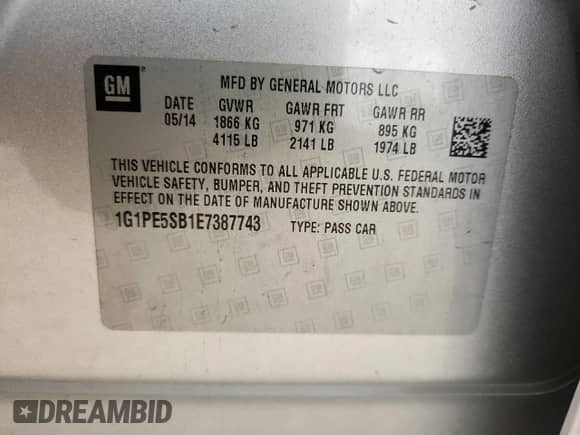 GM
MFD BY GENERAL MOTORS LLC
DATE GVWR GAWR FRT GAWR RR
05/14 1866 KG 971 KG 895 KG
4115 LB 2141 LB 1974 LB
THIS VEHICLE CONFORMS TO ALL APPLICABLE U.S. FEDERAL MOTOR
VEHICLE SAFETY, BUMPER, AND THEFT PREVENTION STANDARDS IN
EFFECT ON THE DATE OF MANUFACTURE SHOWN ABOVE.
1G1PE5SB1E7387743 TYPE: PASS CAR
DREAMBID